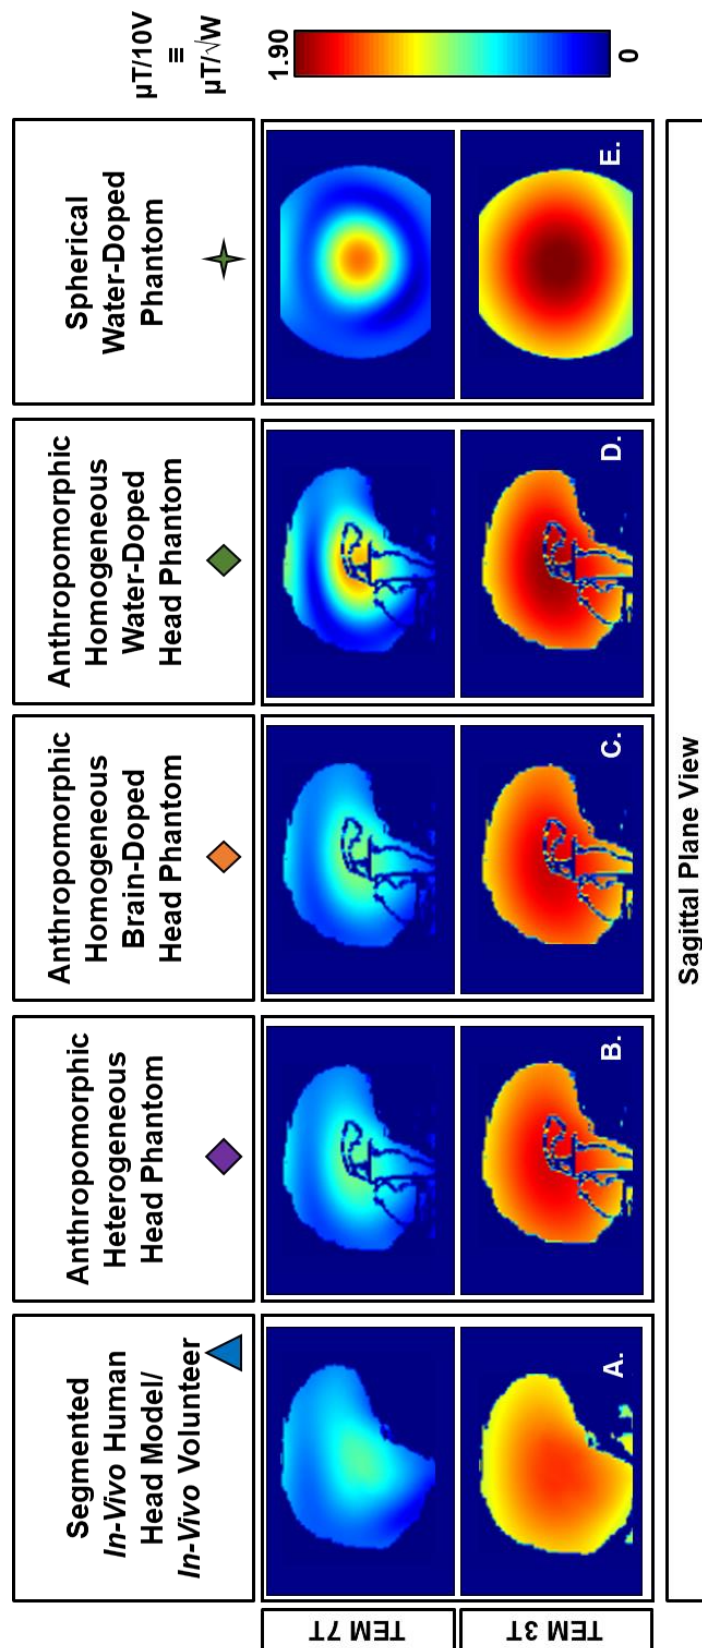 Segmented
In-Vivo Human
Head Model/
In-Vivo Volunteer
Anthropomorphic
Heterogeneous
Head Phantom
Anthropomorphic
Homogeneous
Brain-Doped
Head Phantom
Anthropomorphic
Homogeneous
Water-Doped
Head Phantom
Spherical
Water-Doped
Phantom
µT/10V
≡
µT/√W
1.90
0
TEM 7T
TEM 3T
A.
B.
C.
D.
E.
Sagittal Plane View